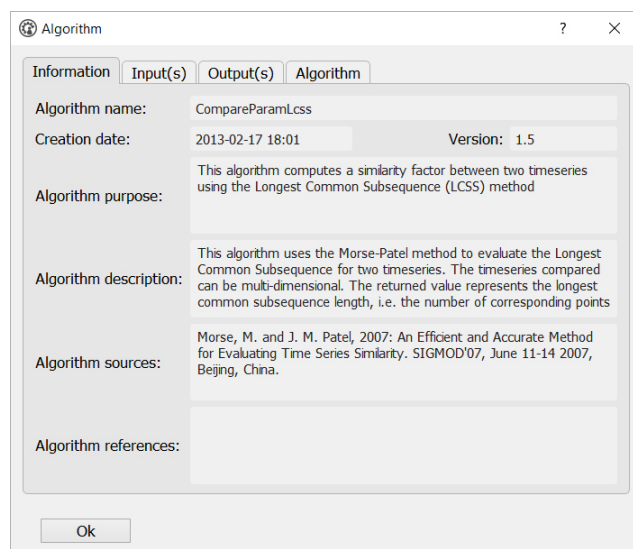 Algorithm ?
Information Input(s) Output(s) Algorithm
Algorithm name: CompareParamLcss
Creation date: 2013-02-17 18:01 Version: 1.5
Algorithm purpose:
This algorithm computes a similarity factor between two timeseries
using the Longest Common Subsequence (LCSS) method
Algorithm description:
This algorithm uses the Morse-Patel method to evaluate the Longest
Common Subsequence for two timeseries. The timeseries compared
can be multi-dimensional. The returned value represents the longest
common subsequence length, i.e. the number of corresponding points
Algorithm sources:
Morse, M. and J. M. Patel, 2007: An Efficient and Accurate Method
for Evaluating Time Series Similarity. SIGMOD'07, June 11-14 2007,
Beijing, China.
Algorithm references:
Ok